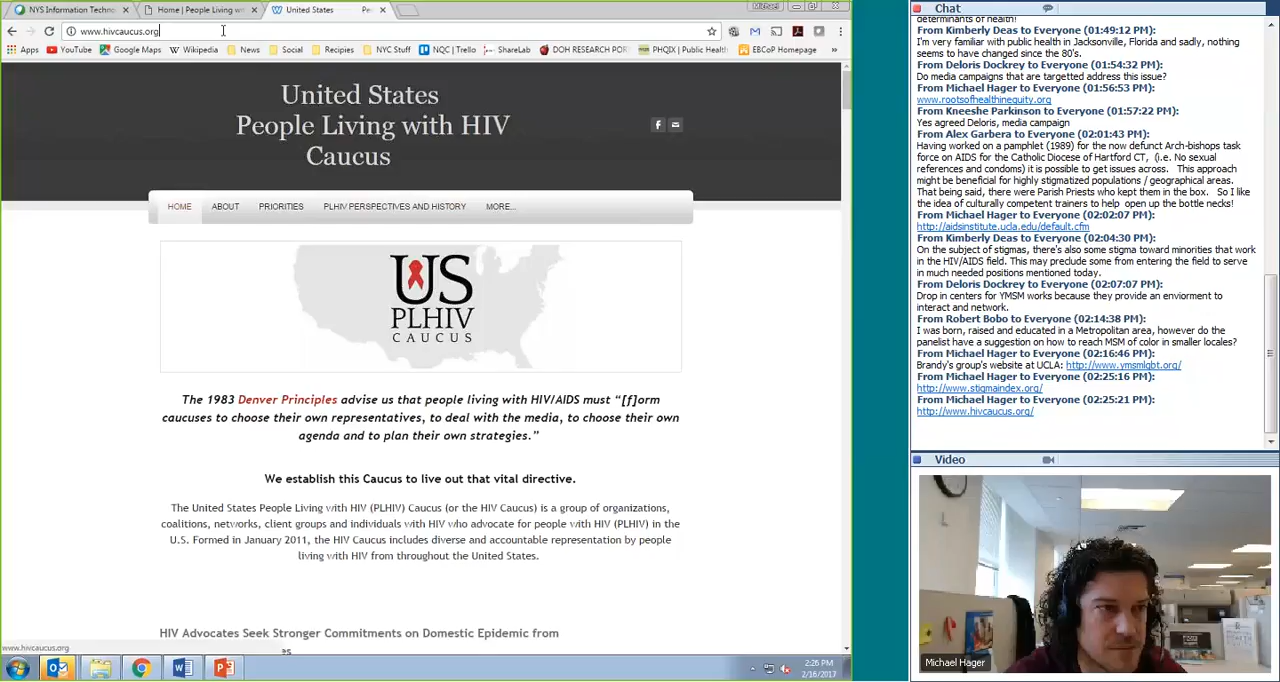 NYS Information Techno
Home | People Living w
United States
Pe
Michael
www.hivcaucus.org
Apps
YouTube
Google Maps
Wikipedia
News
Social
Recipies
NYC Stuff
NQC | Trello
ShareLab
DOH RESEARCH POR
PHQIX | Public Health
EBCoP Homepage
»
United States
People Living with HIV
Caucus
HOME
ABOUT
PRIORITIES
PLHIV PERSPECTIVES AND HISTORY
MORE...
US
PLHIV
CAUCUS
The 1983 Denver Principles advise us that people living with HIV/AIDS must “[f]orm
caucuses to choose their own representatives, to deal with the media, to choose their own
agenda and to plan their own strategies.”
We establish this Caucus to live out that vital directive.
The United States People Living with HIV (PLHIV) Caucus (or the HIV Caucus) is a group of organizations,
coalitions, networks, client groups and individuals with HIV who advocate for people with HIV (PLHIV) in the
U.S. Formed in January 2011, the HIV Caucus includes diverse and accountable representation by people
living with HIV from throughout the United States.
HIV Advocates Seek Stronger Commitments on Domestic Epidemic from
es
www.hivcaucus.org
2:26 PM
2/16/2017
Chat
determinants of health!
From Kimberly Deas to Everyone (01:49:12 PM):
I'm very familiar with public health in Jacksonville, Florida and sadly, nothing
seems to have changed since the 80's.
From Deloris Dockrey to Everyone (01:54:32 PM):
Do media campaigns that are targetted address this issue?
From Michael Hager to Everyone (01:56:53 PM):
www.rootsofhealthinequity.org
From Kneeshe Parkinson to Everyone (01:57:22 PM):
Yes agreed Deloris, media campaign
From Alex Garbera to Everyone (02:01:43 PM):
Having worked on a pamphlet (1989) for the now defunct Arch-bishops task
force on AIDS for the Catholic Diocese of Hartford CT, (i.e. No sexual
references and condoms) it is possible to get issues across. This approach
might be beneficial for highly stigmatized populations / geographical areas.
That being said, there were Parish Priests who kept them in the box. So I like
the idea of culturally competent trainers to help open up the bottle necks!
From Michael Hager to Everyone (02:02:07 PM):
http://aidsinstitute.ucla.edu/default.cfm
From Kimberly Deas to Everyone (02:04:30 PM):
On the subject of stigmas, there's also some stigma toward minorities that work
in the HIV/AIDS field. This may preclude some from entering the field to serve
in much needed positions mentioned today.
From Deloris Dockrey to Everyone (02:07:07 PM):
Drop in centers for YMSM works because they provide an enviorment to
interact and network.
From Robert Bobo to Everyone (02:14:38 PM):
I was born, raised and educated in a Metropolitan area, however do the
panelist have a suggestion on how to reach MSM of color in smaller locales?
From Michael Hager to Everyone (02:16:46 PM):
Brandy's group's website at UCLA: http://www.ymsmlgbt.org/
From Michael Hager to Everyone (02:25:16 PM):
http://www.stigmaindex.org/
From Michael Hager to Everyone (02:25:21 PM):
http://www.hivcaucus.org/
Video
Michael Hager